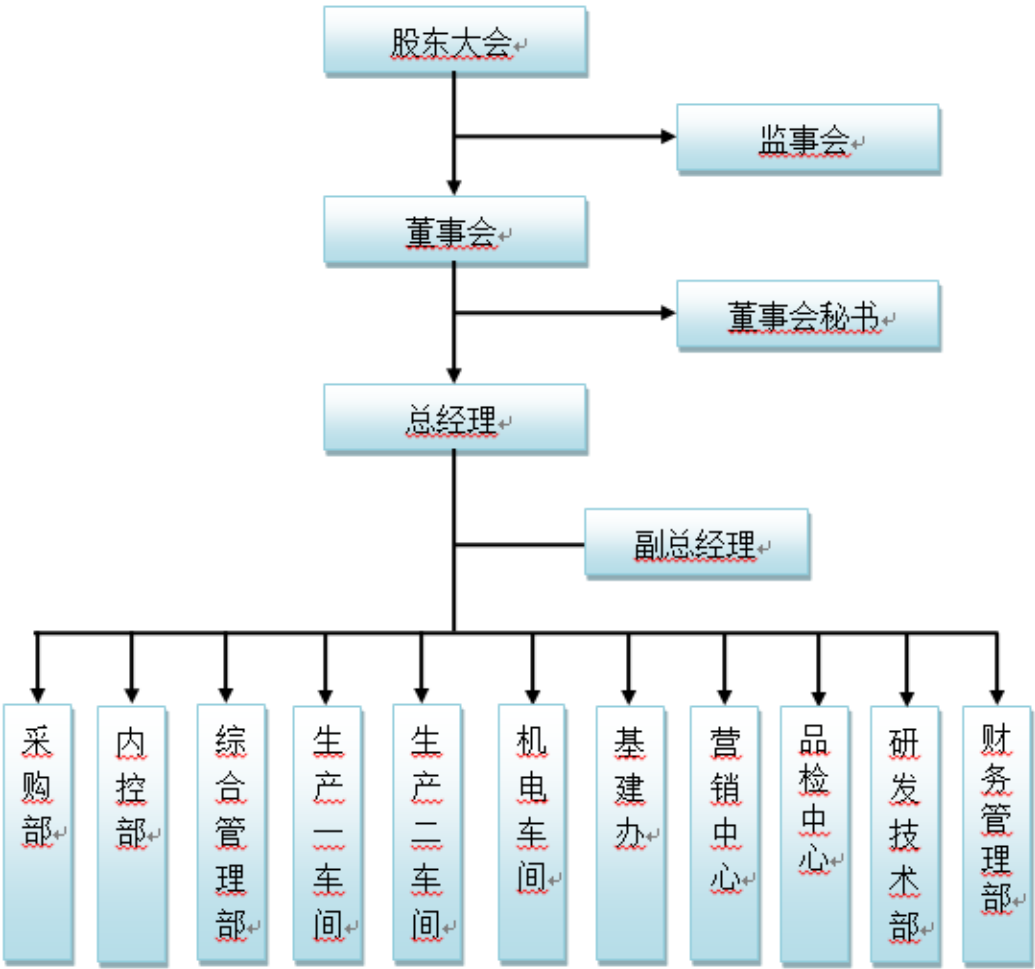 股东大会
监事会
董事会
董事会秘书
总经理
副总经理
采购部
内控部
综合管理部
生产一车间
生产二车间
机电车间
基建办
营销中心
品检中心
研发技术部
财务管理部